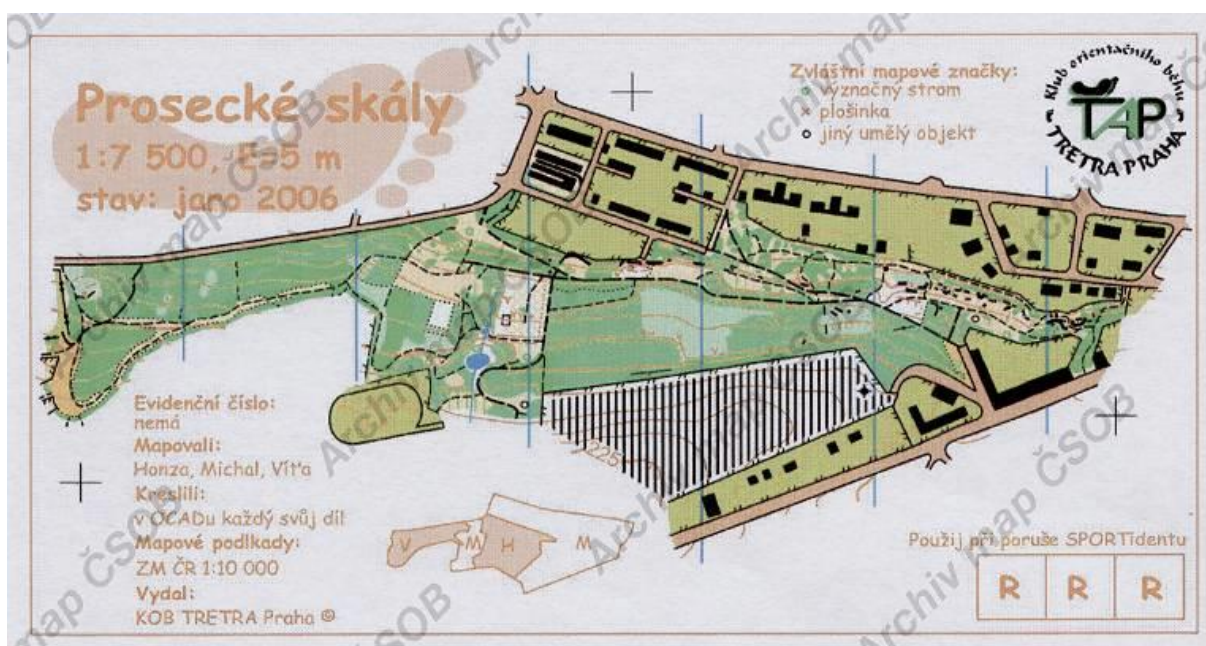 Prosecké skály
1:7 500, E=5 m
stav: jaro 2006
Zvláštní mapové značky:
význačný strom
× plošinka
jiný umělý objekt
Klub orientačního běhu
TAP
TRETRA PRAHA
225
Evidenční číslo:
nemá
Mapovali:
Honza, Michal, Víťa
Kreslili:
v OCADu každý svůj díl
Mapové podlkady:
ZM ČR 1:10 000
Vydal:
KOB TRETRA Praha ©
V M H M
Použij při poruše SPORTidentu
R R R
Archiv map ČSOB